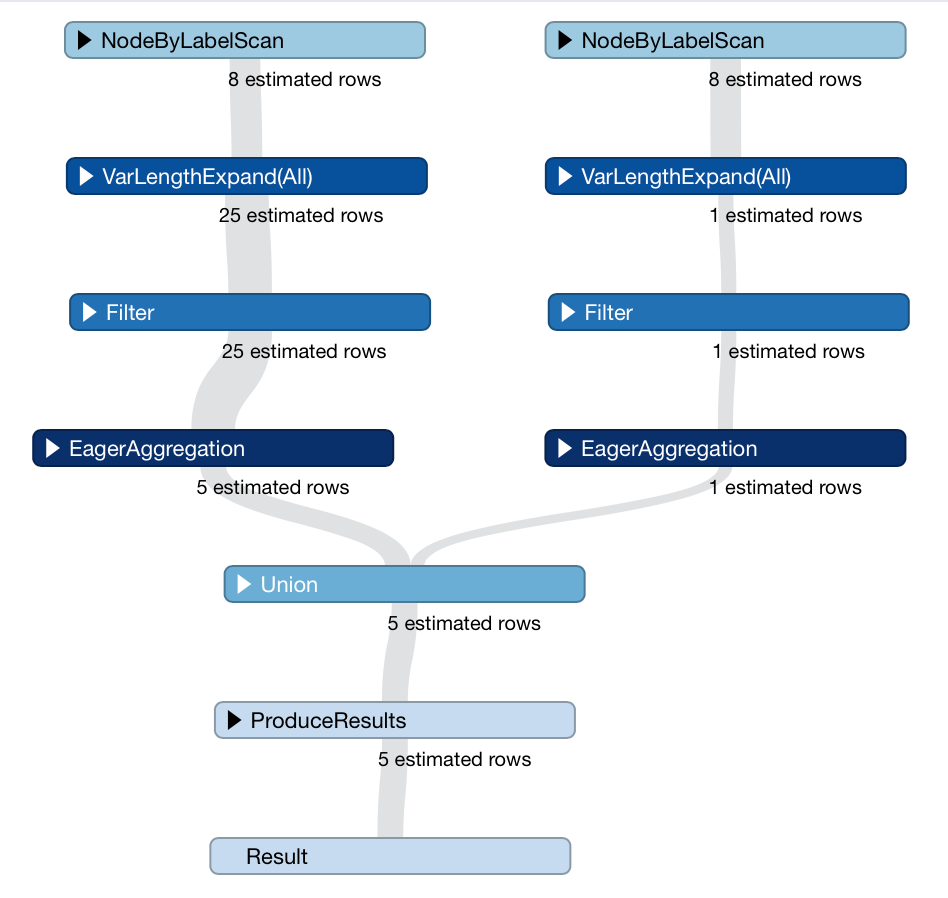 NodeByLabelScan
8 estimated rows
VarLengthExpand(All)
25 estimated rows
Filter
25 estimated rows
EagerAggregation
5 estimated rows
NodeByLabelScan
8 estimated rows
VarLengthExpand(All)
1 estimated rows
Filter
1 estimated rows
EagerAggregation
1 estimated rows
Union
5 estimated rows
ProduceResults
5 estimated rows
Result